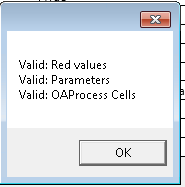 Valid: Red values
Valid: Parameters
Valid: OAProcess Cells
OK